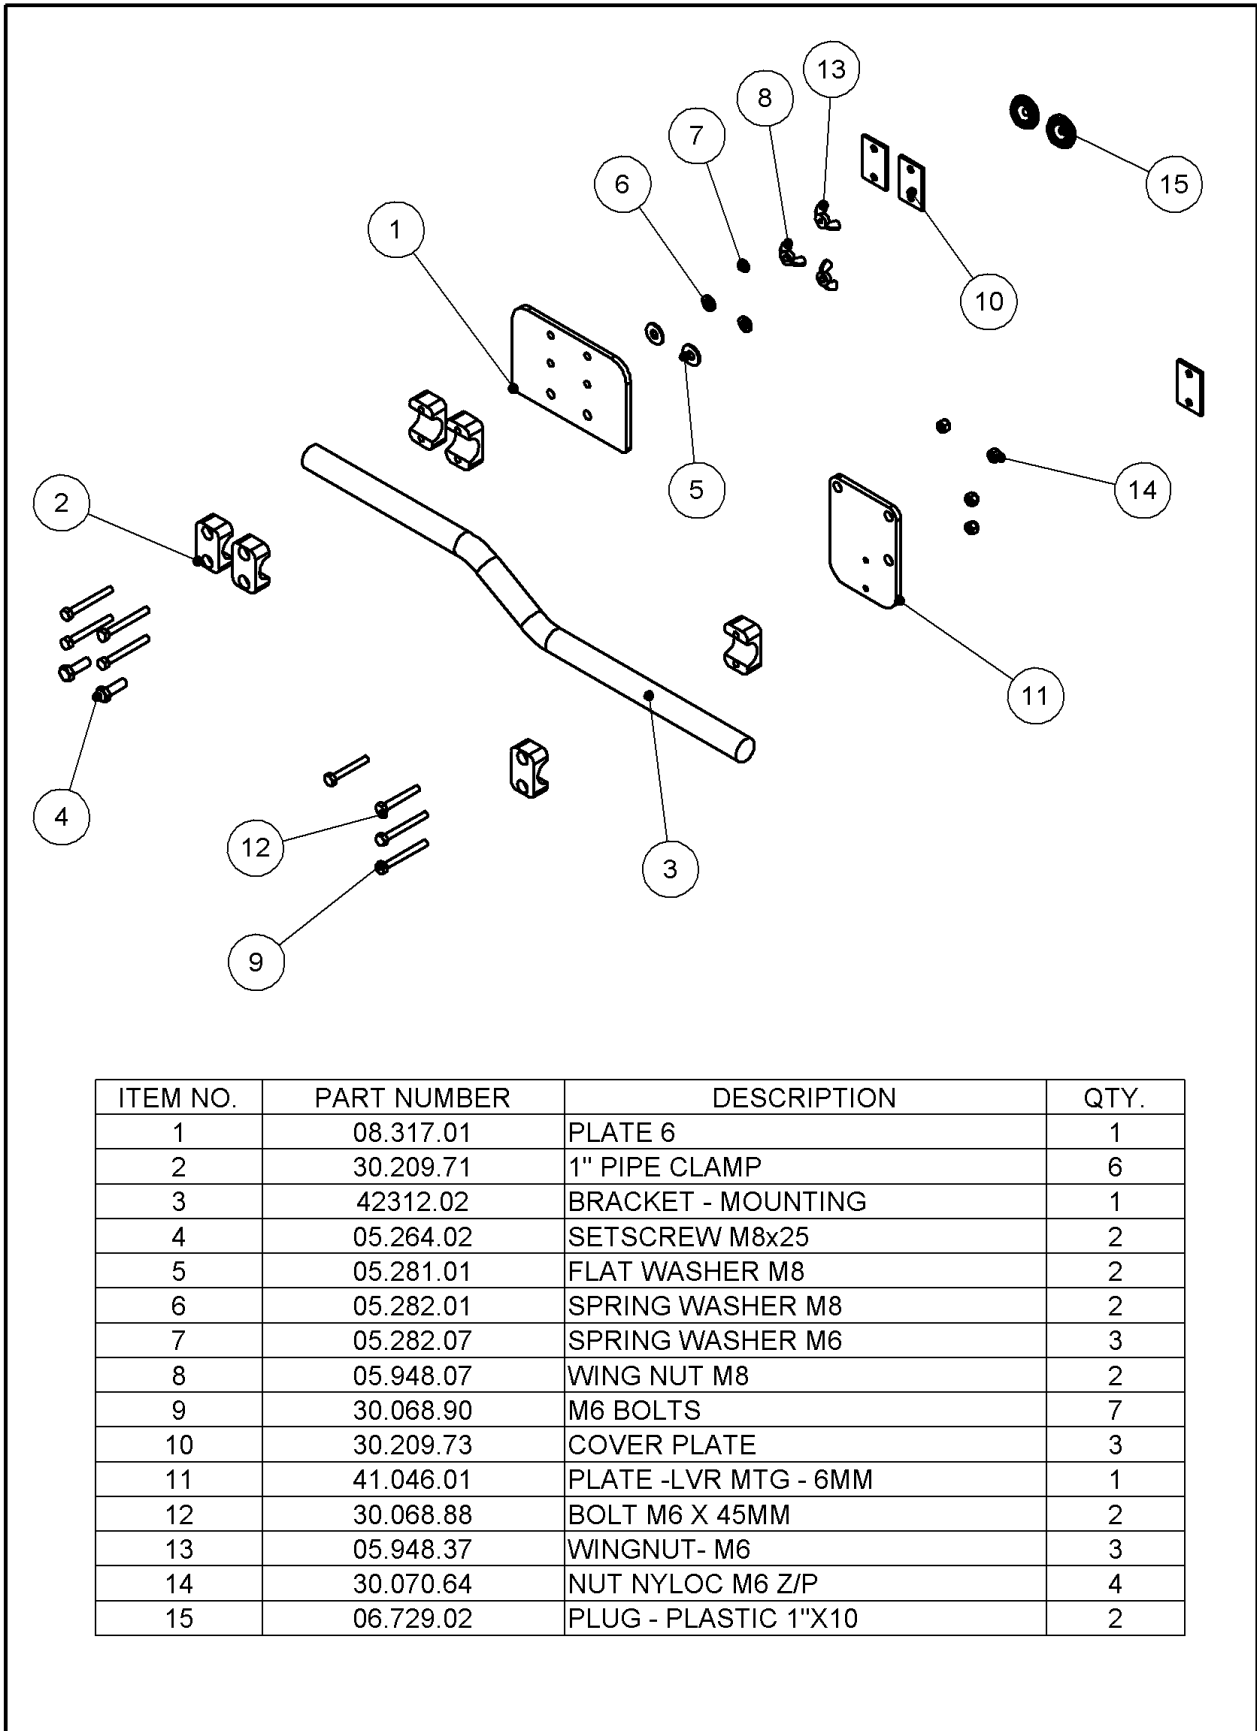 13
8
7
6
15
1
10
5
14
2
11
4
12
3
9
ITEM NO. PART NUMBER DESCRIPTION QTY.
1 08.317.01 PLATE 6 1
2 30.209.71 1" PIPE CLAMP 6
3 42312.02 BRACKET - MOUNTING 1
4 05.264.02 SETSCREW M8x25 2
5 05.281.01 FLAT WASHER M8 2
6 05.282.01 SPRING WASHER M8 2
7 05.282.07 SPRING WASHER M6 3
8 05.948.07 WING NUT M8 2
9 30.068.90 M6 BOLTS 7
10 30.209.73 COVER PLATE 3
11 41.046.01 PLATE -LVR MTG - 6MM 1
12 30.068.88 BOLT M6 X 45MM 2
13 05.948.37 WINGNUT- M6 3
14 30.070.64 NUT NYLOC M6 Z/P 4
15 06.729.02 PLUG - PLASTIC 1"X10 2